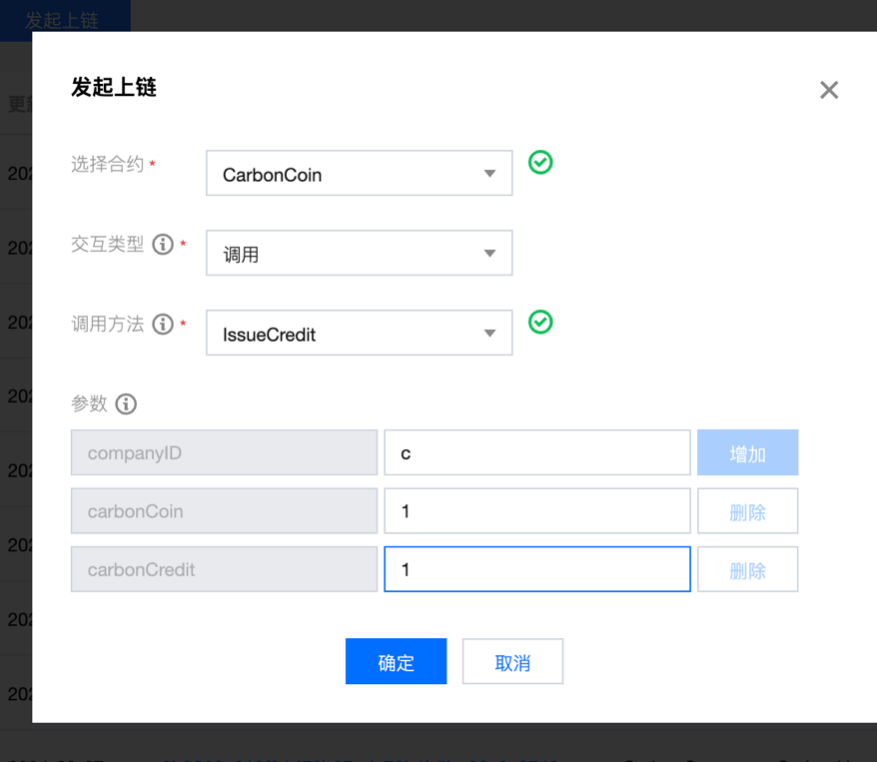 发起上链
发起上链
选择合约 * CarbonCoin
交互类型 * 调用
调用方法 * IssueCredit
参数
companyID c 增加
carbonCoin 1 删除
carbonCredit 1 删除
确定 取消